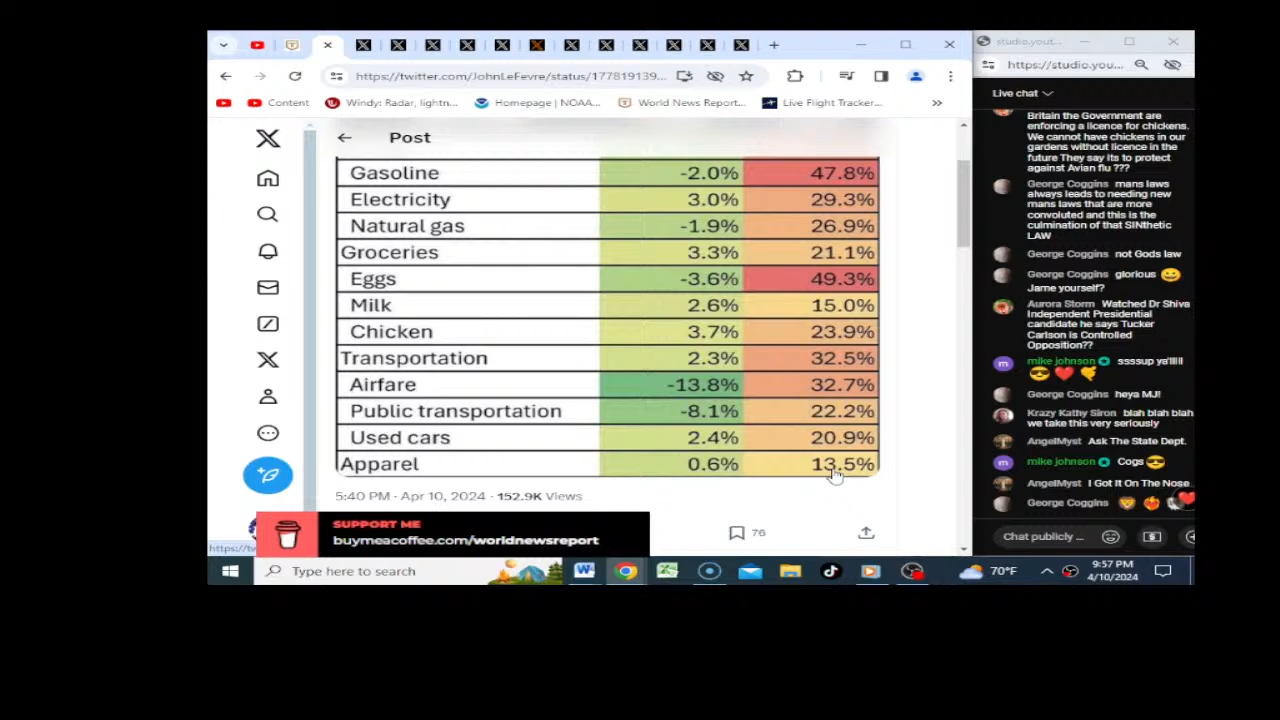 studio.yout...
https://twitter.com/JohnLeFevre/status/177819139...
https://studio.you...
Content
Windy: Radar, lightn...
Homepage | NOAA...
World News Report...
Live Flight Tracker...
»
Live chat
Post
Gasoline -2.0% 47.8%
Electricity 3.0% 29.3%
Natural gas -1.9% 26.9%
Groceries 3.3% 21.1%
Eggs -3.6% 49.3%
Milk 2.6% 15.0%
Chicken 3.7% 23.9%
Transportation 2.3% 32.5%
Airfare -13.8% 32.7%
Public transportation -8.1% 22.2%
Used cars 2.4% 20.9%
Apparel 0.6% 13.5%
5:40 PM · Apr 10, 2024 · 152.9K Views
76
SUPPORT ME
buymeacoffee.com/worldnewsreport
https://tw
Britain the Government are
enforcing a licence for chickens.
We cannot have chickens in our
gardens without licence in the
future They say its to protect
against Avian flu ???
George Coggins mans laws
always leads to needing new
mans laws that are more
convoluted and this is the
culmination of that SINthetic
LAW
George Coggins not Gods law
George Coggins glorious
Jame yourself?
Aurora Storm Watched Dr Shiva
Independent Presidential
candidate he says Tucker
Carlson is Controlled
Opposition??
m mike johnson ssssup ya'lllll
George Coggins heya MJ!
Krazy Kathy Siron blah blah blah
we take this very seriously
AngelMyst Ask The State Dept.
m mike johnson Cogs
AngelMyst I Got It On The Nose
George Coggins
Chat publicly ...
Type here to search
70°F
9:57 PM
4/10/2024